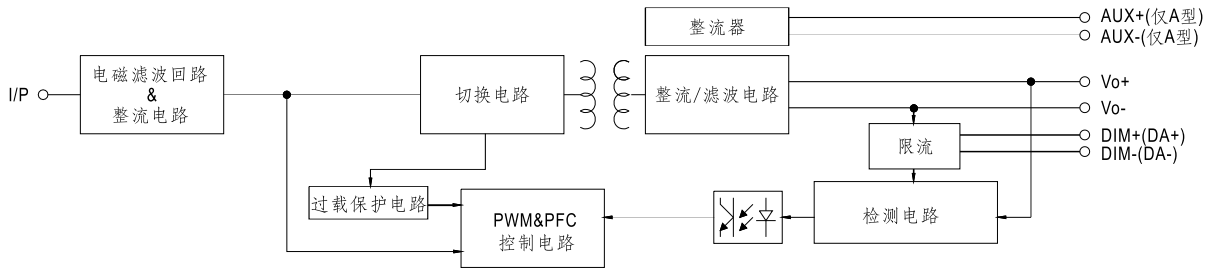 整流器
AUX+(仅A型)
AUX-(仅A型)
I/P
电磁滤波回路
&
整流电路
切换电路
整流/滤波电路
Vo+
Vo-
限流
DIM+(DA+)
DIM-(DA-)
过载保护电路
PWM&PFC
控制电路
检测电路